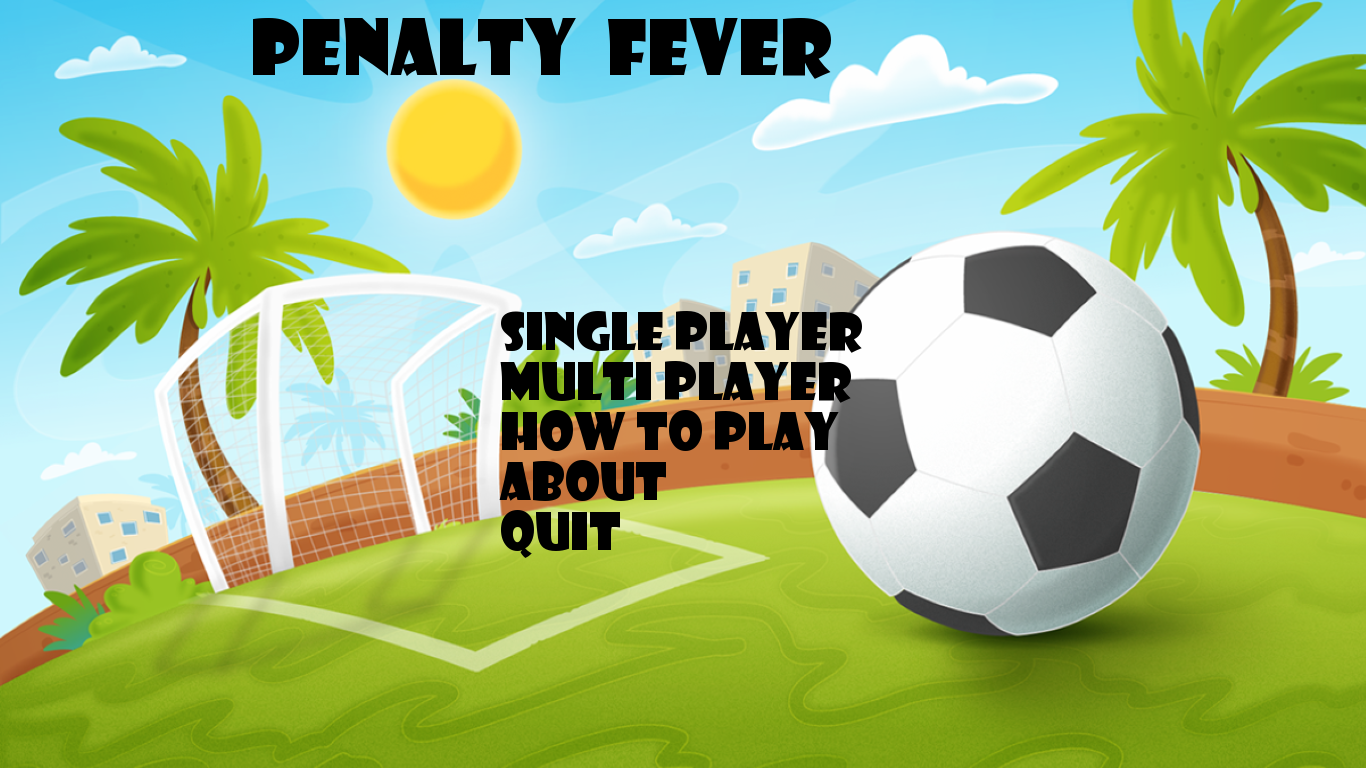 PENALTY FEVER
SINGLE PLAYER
MULTI PLAYER
HOW TO PLAY
ABOUT
QUIT